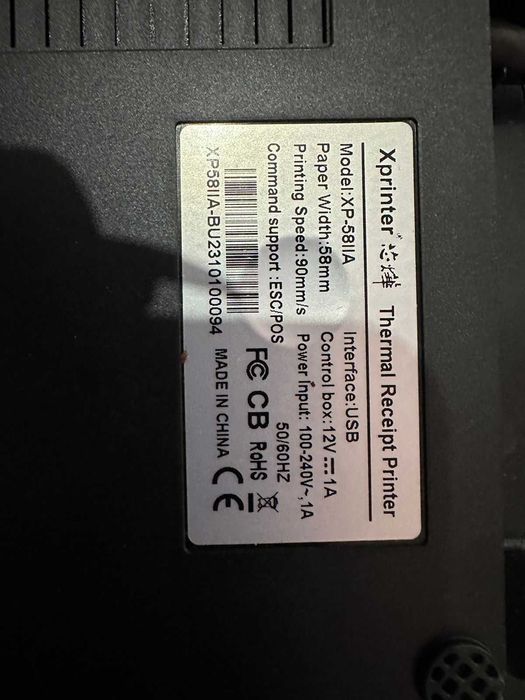 Xprinter 芯烨 Thermal Receipt Printer
Model:XP-58IIA Interface:USB
Paper Width:58mm Control box:12V 1A
Printing Speed:90mm/s Power Input: 100-240V~,1A
Command support :ESC/POS 50/60HZ
FC CB RoHS
XP58IIA-BU2310100094 MADE IN CHINA CE